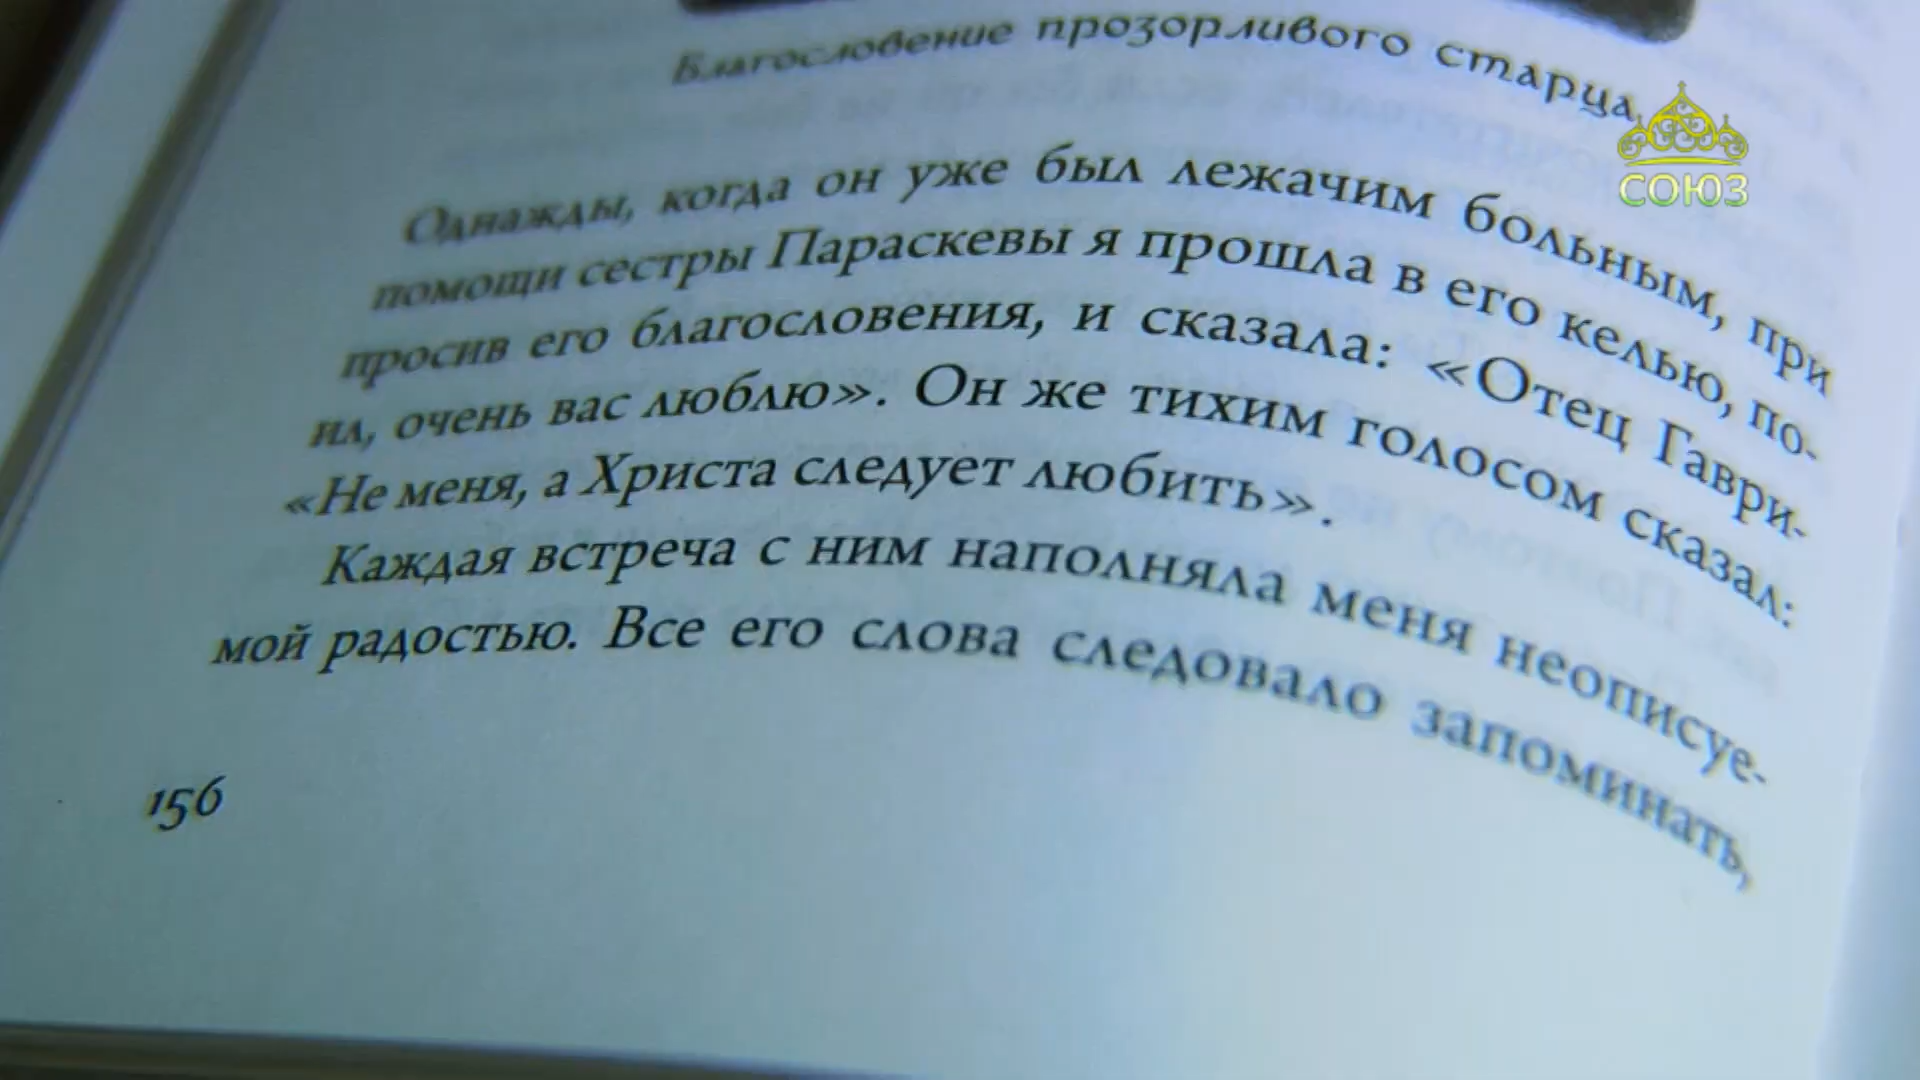 Благословение прозорливого старца
СОЮЗ
Однажды, когда он уже был лежачим больным, при
помощи сестры Параскевы я прошла в его келью, по-
просив его благословения, и сказала: «Отец Гаври-
ил, очень вас люблю». Он же тихим голосом сказал:
«Не меня, а Христа следует любить».
Каждая встреча с ним наполняла меня неописуе-
мой радостью. Все его слова следовало запоминать,
156